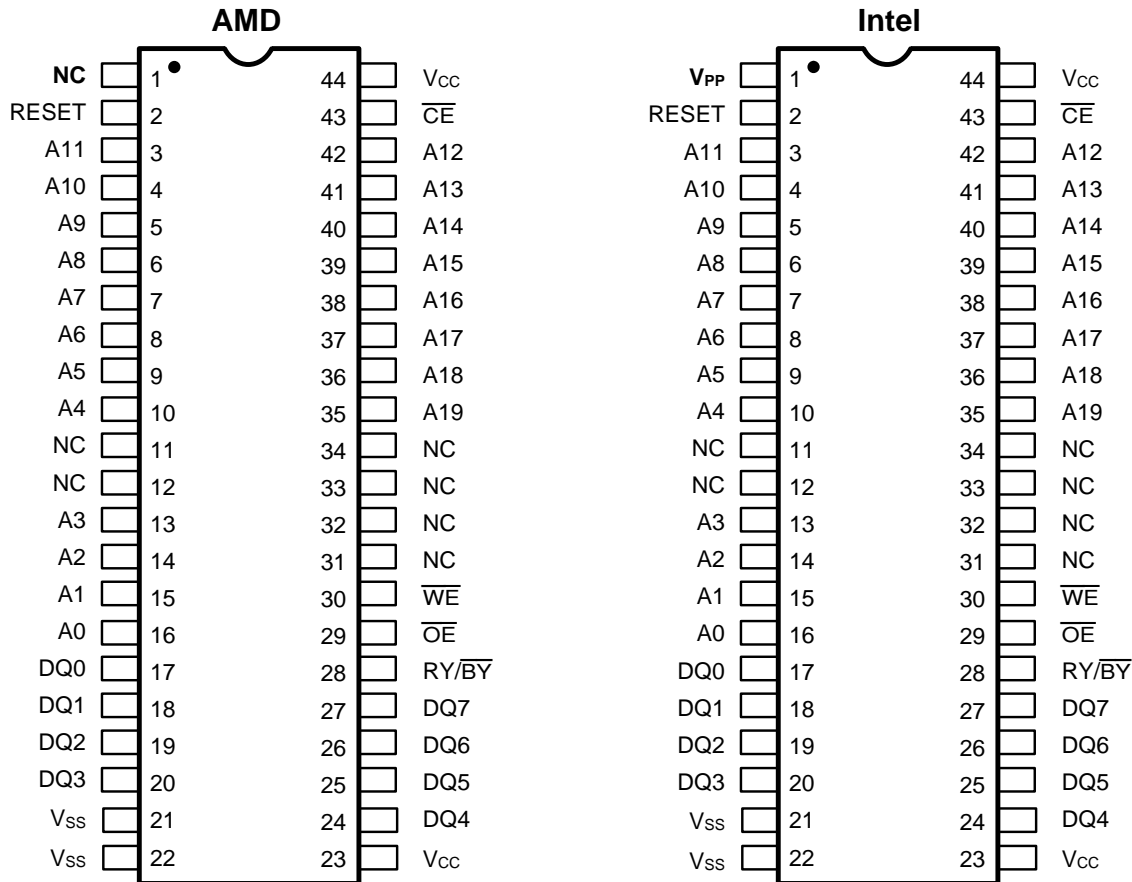 AMD Intel
NC 1 44 VCC VPP 1 44 VCC
RESET 2 43 C̅E̅ RESET 2 43 C̅E̅
A11 3 42 A12 A11 3 42 A12
A10 4 41 A13 A10 4 41 A13
A9 5 40 A14 A9 5 40 A14
A8 6 39 A15 A8 6 39 A15
A7 7 38 A16 A7 7 38 A16
A6 8 37 A17 A6 8 37 A17
A5 9 36 A18 A5 9 36 A18
A4 10 35 A19 A4 10 35 A19
NC 11 34 NC NC 11 34 NC
NC 12 33 NC NC 12 33 NC
A3 13 32 NC A3 13 32 NC
A2 14 31 NC A2 14 31 NC
A1 15 30 W̅E̅ A1 15 30 W̅E̅
A0 16 29 O̅E̅ A0 16 29 O̅E̅
DQ0 17 28 RY/B̅Y̅ DQ0 17 28 RY/B̅Y̅
DQ1 18 27 DQ7 DQ1 18 27 DQ7
DQ2 19 26 DQ6 DQ2 19 26 DQ6
DQ3 20 25 DQ5 DQ3 20 25 DQ5
VSS 21 24 DQ4 VSS 21 24 DQ4
VSS 22 23 VCC VSS 22 23 VCC